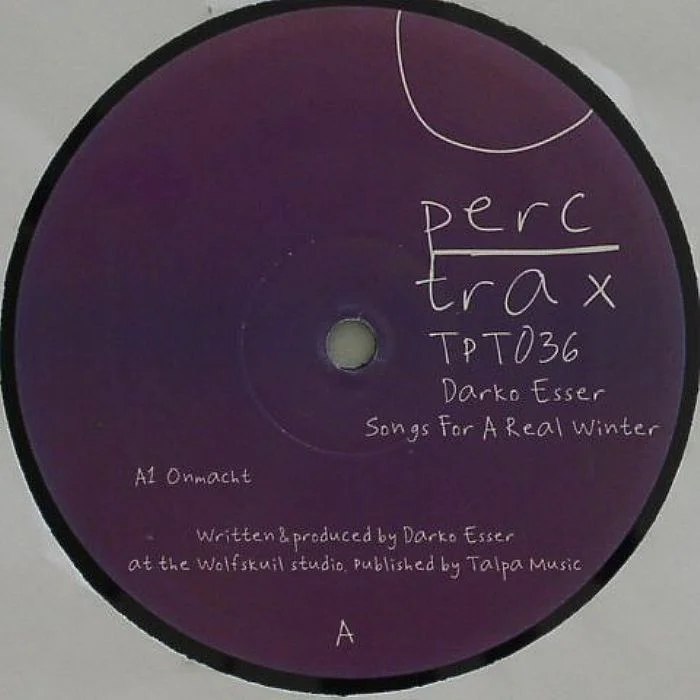 perc
trax
TPT036
Darko Esser
Songs For A Real Winter
A1 Onmacht
Written & produced by Darko Esser
at the Wolfskuil studio. Published by Talpa Music
A